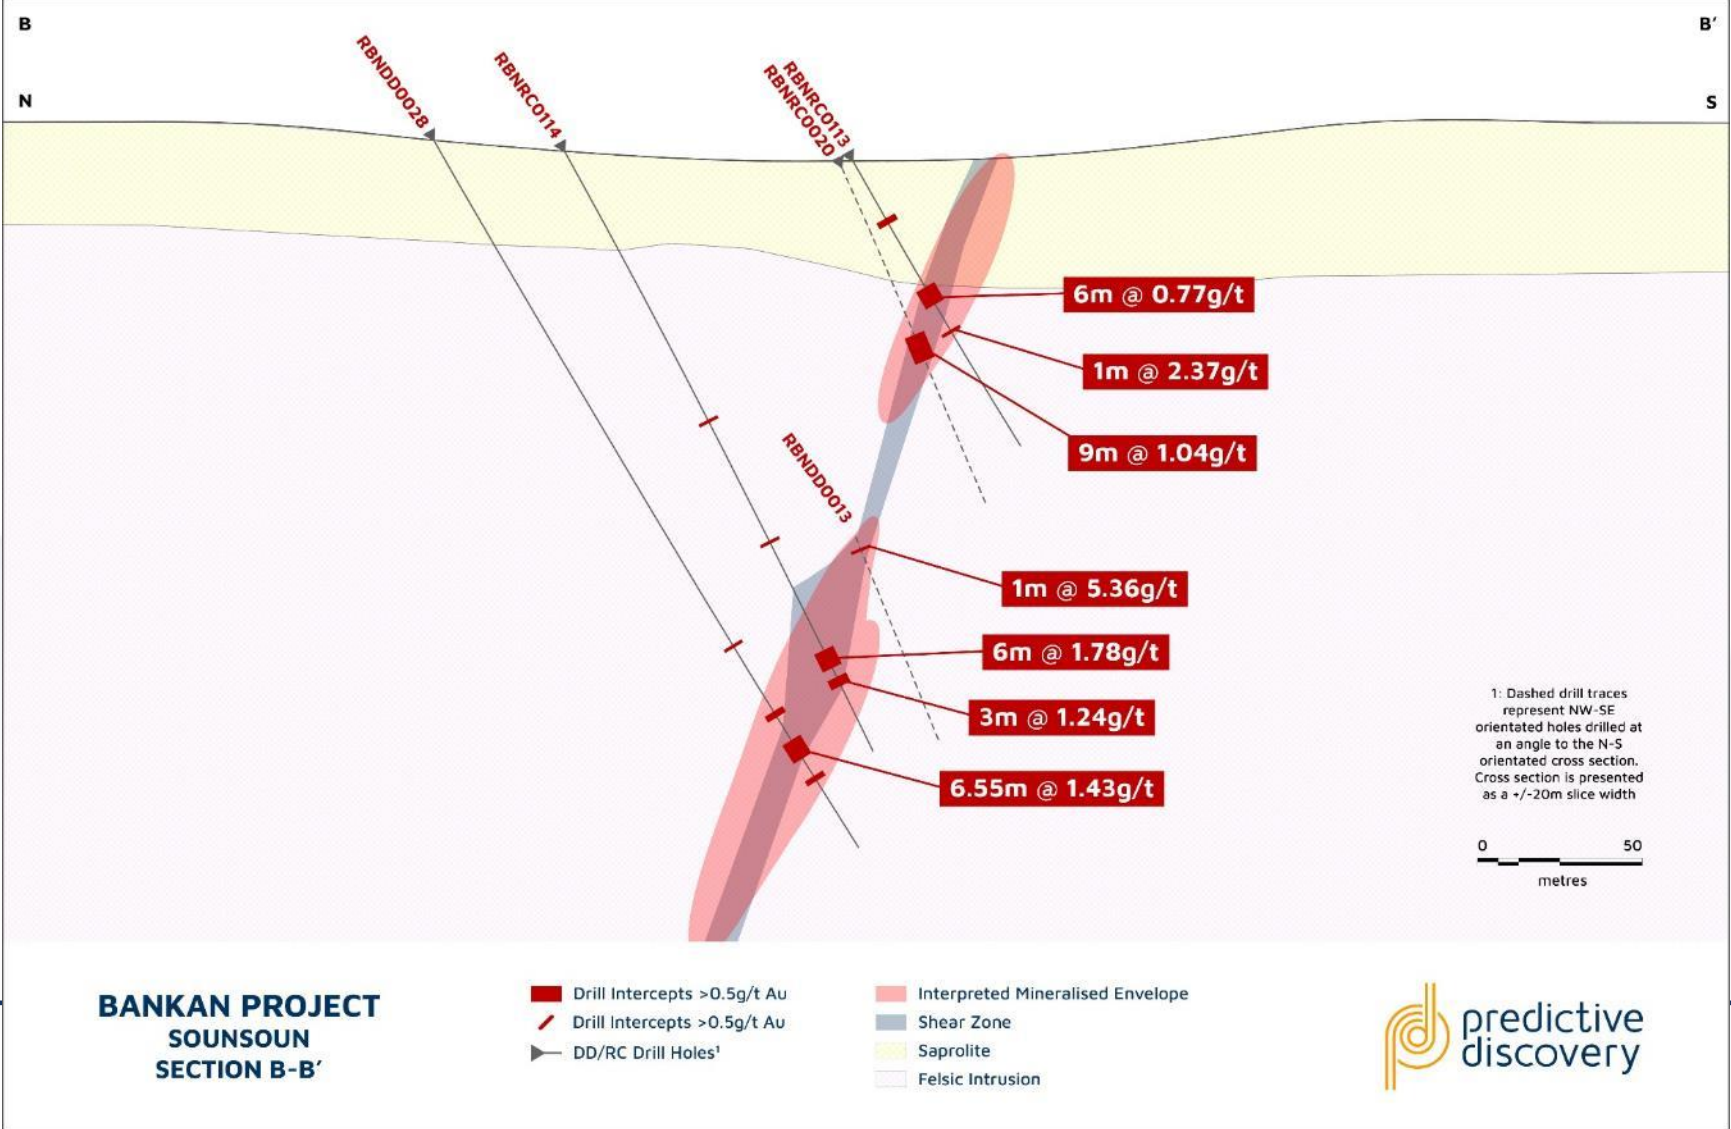 B
B′
N
S
RBNDD0028
RBNRC0114
RBNRC0113
RBNRC0020
6m @ 0.77g/t
1m @ 2.37g/t
9m @ 1.04g/t
RBNDD0013
1m @ 5.36g/t
6m @ 1.78g/t
3m @ 1.24g/t
6.55m @ 1.43g/t
1: Dashed drill traces
represent NW-SE
orientated holes drilled at
an angle to the N-S
orientated cross section.
Cross section is presented
as a +/-20m slice width
0 50
metres
BANKAN PROJECT
SOUNSOUN
SECTION B-B′
Drill Intercepts >0.5g/t Au
Drill Intercepts >0.5g/t Au
DD/RC Drill Holes¹
Interpreted Mineralised Envelope
Shear Zone
Saprolite
Felsic Intrusion
predictive
discovery